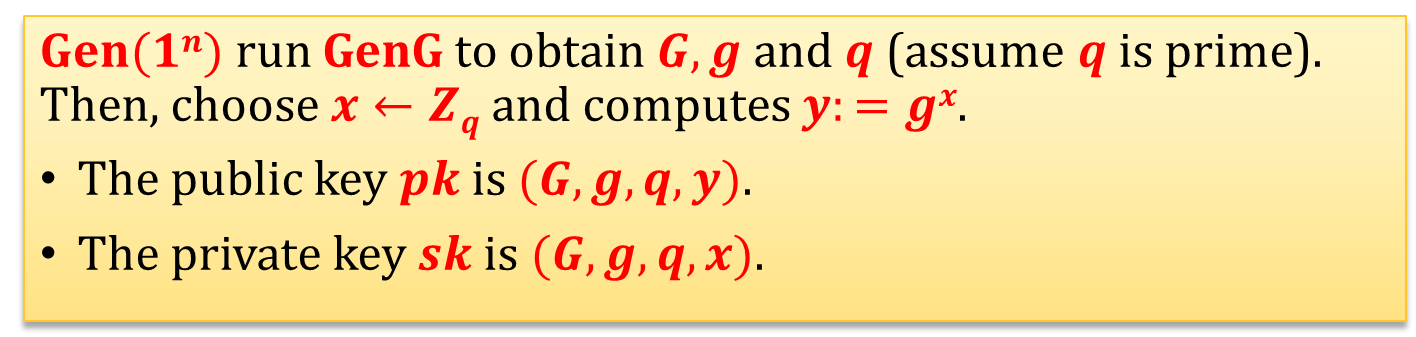 Gen(1ⁿ) run GenG to obtain G, g and q (assume q is prime).
Then, choose x ← Z_q and computes y: = gˣ.
• The public key pk is (G, g, q, y).
• The private key sk is (G, g, q, x).